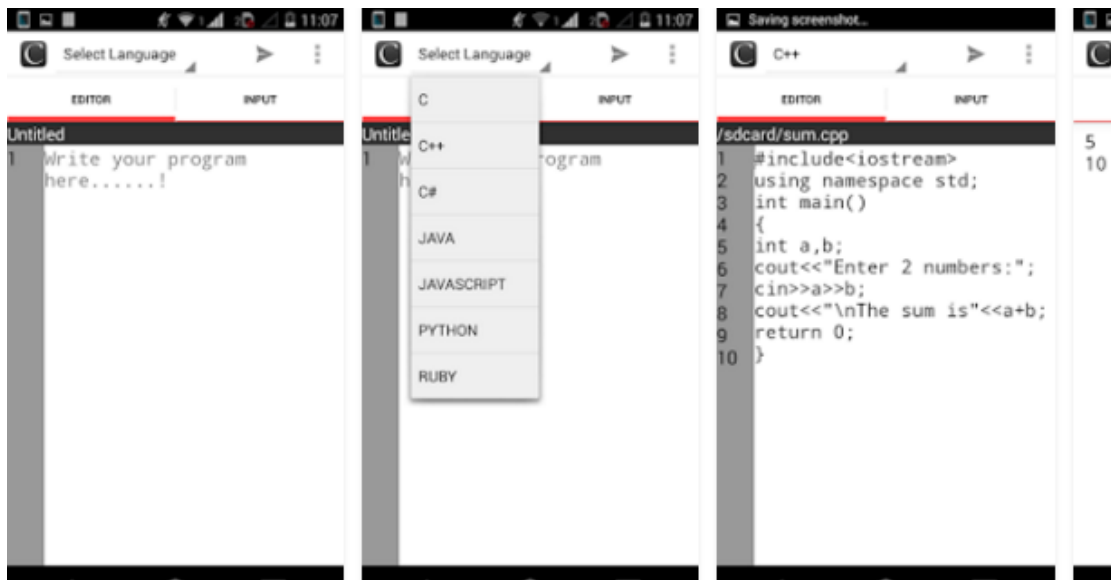 11:07
C Select Language
EDITOR INPUT
Untitled
1 Write your program
here......!
11:07
C Select Language
INPUT
C
C++
C#
JAVA
JAVASCRIPT
PYTHON
RUBY
Untitle
1 W rogram
h
Saving screenshot...
C C++
EDITOR INPUT
/sdcard/sum.cpp
1 #include<iostream>
2 using namespace std;
3 int main()
4 {
5 int a,b;
6 cout<<"Enter 2 numbers:";
7 cin>>a>>b;
8 cout<<"\nThe sum is"<<a+b;
9 return 0;
10 }
C
5
10